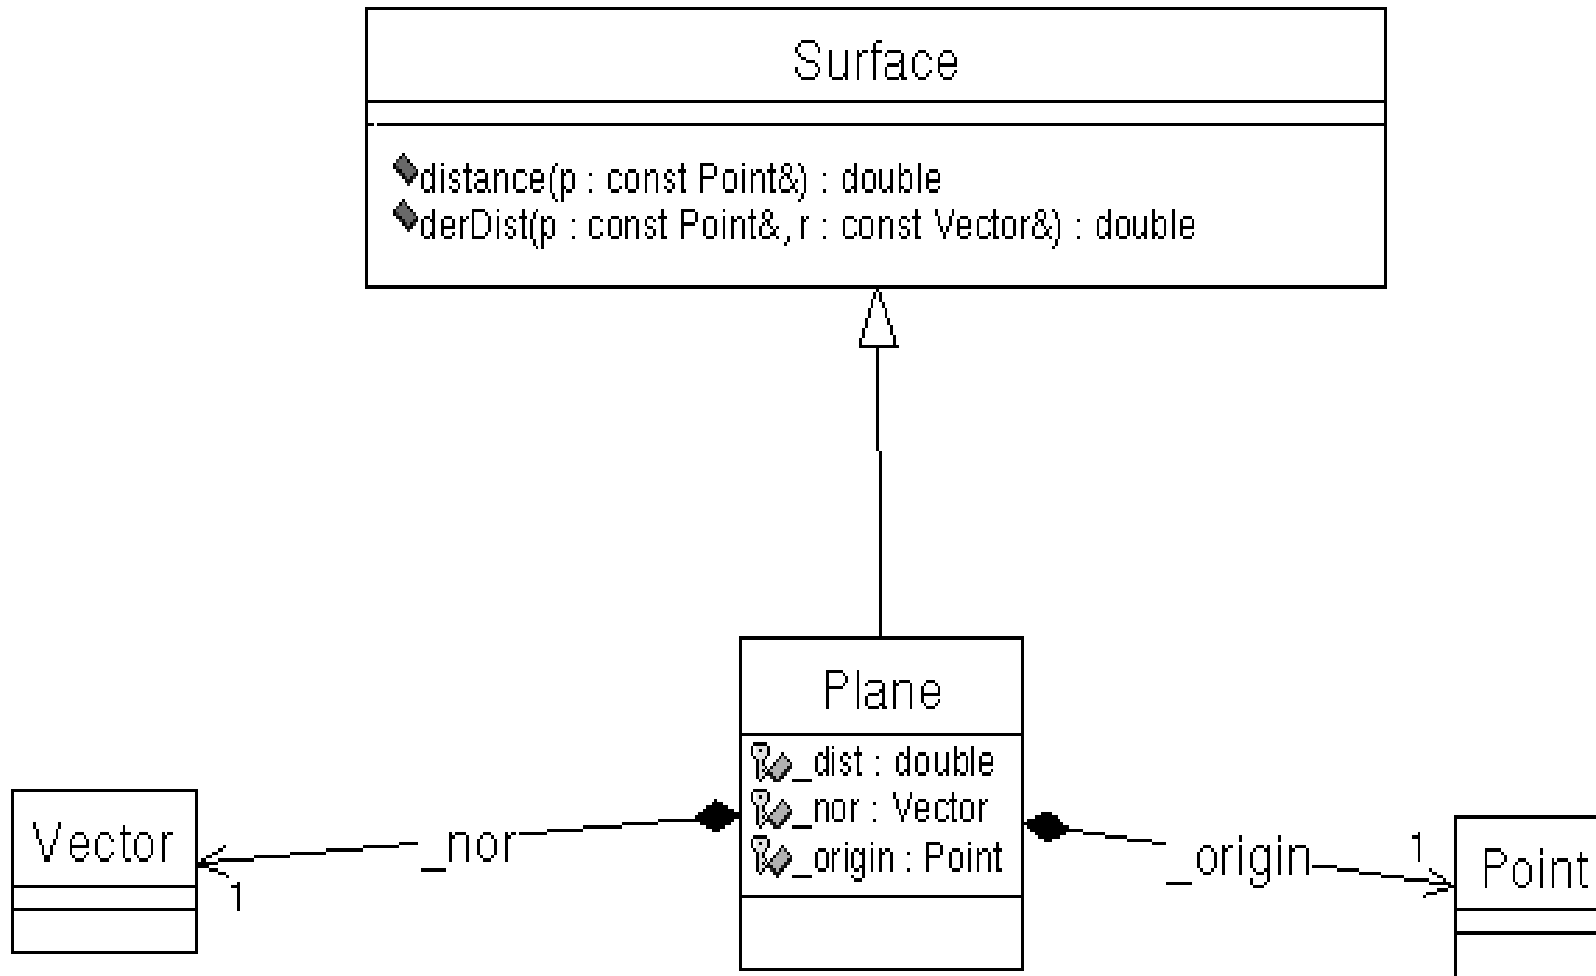 Surface
distance(p : const Point&) : double
derDist(p : const Point&, r : const Vector&) : double
Plane
_dist : double
_nor : Vector
_origin : Point
Vector
1
_nor
_origin
1
Point